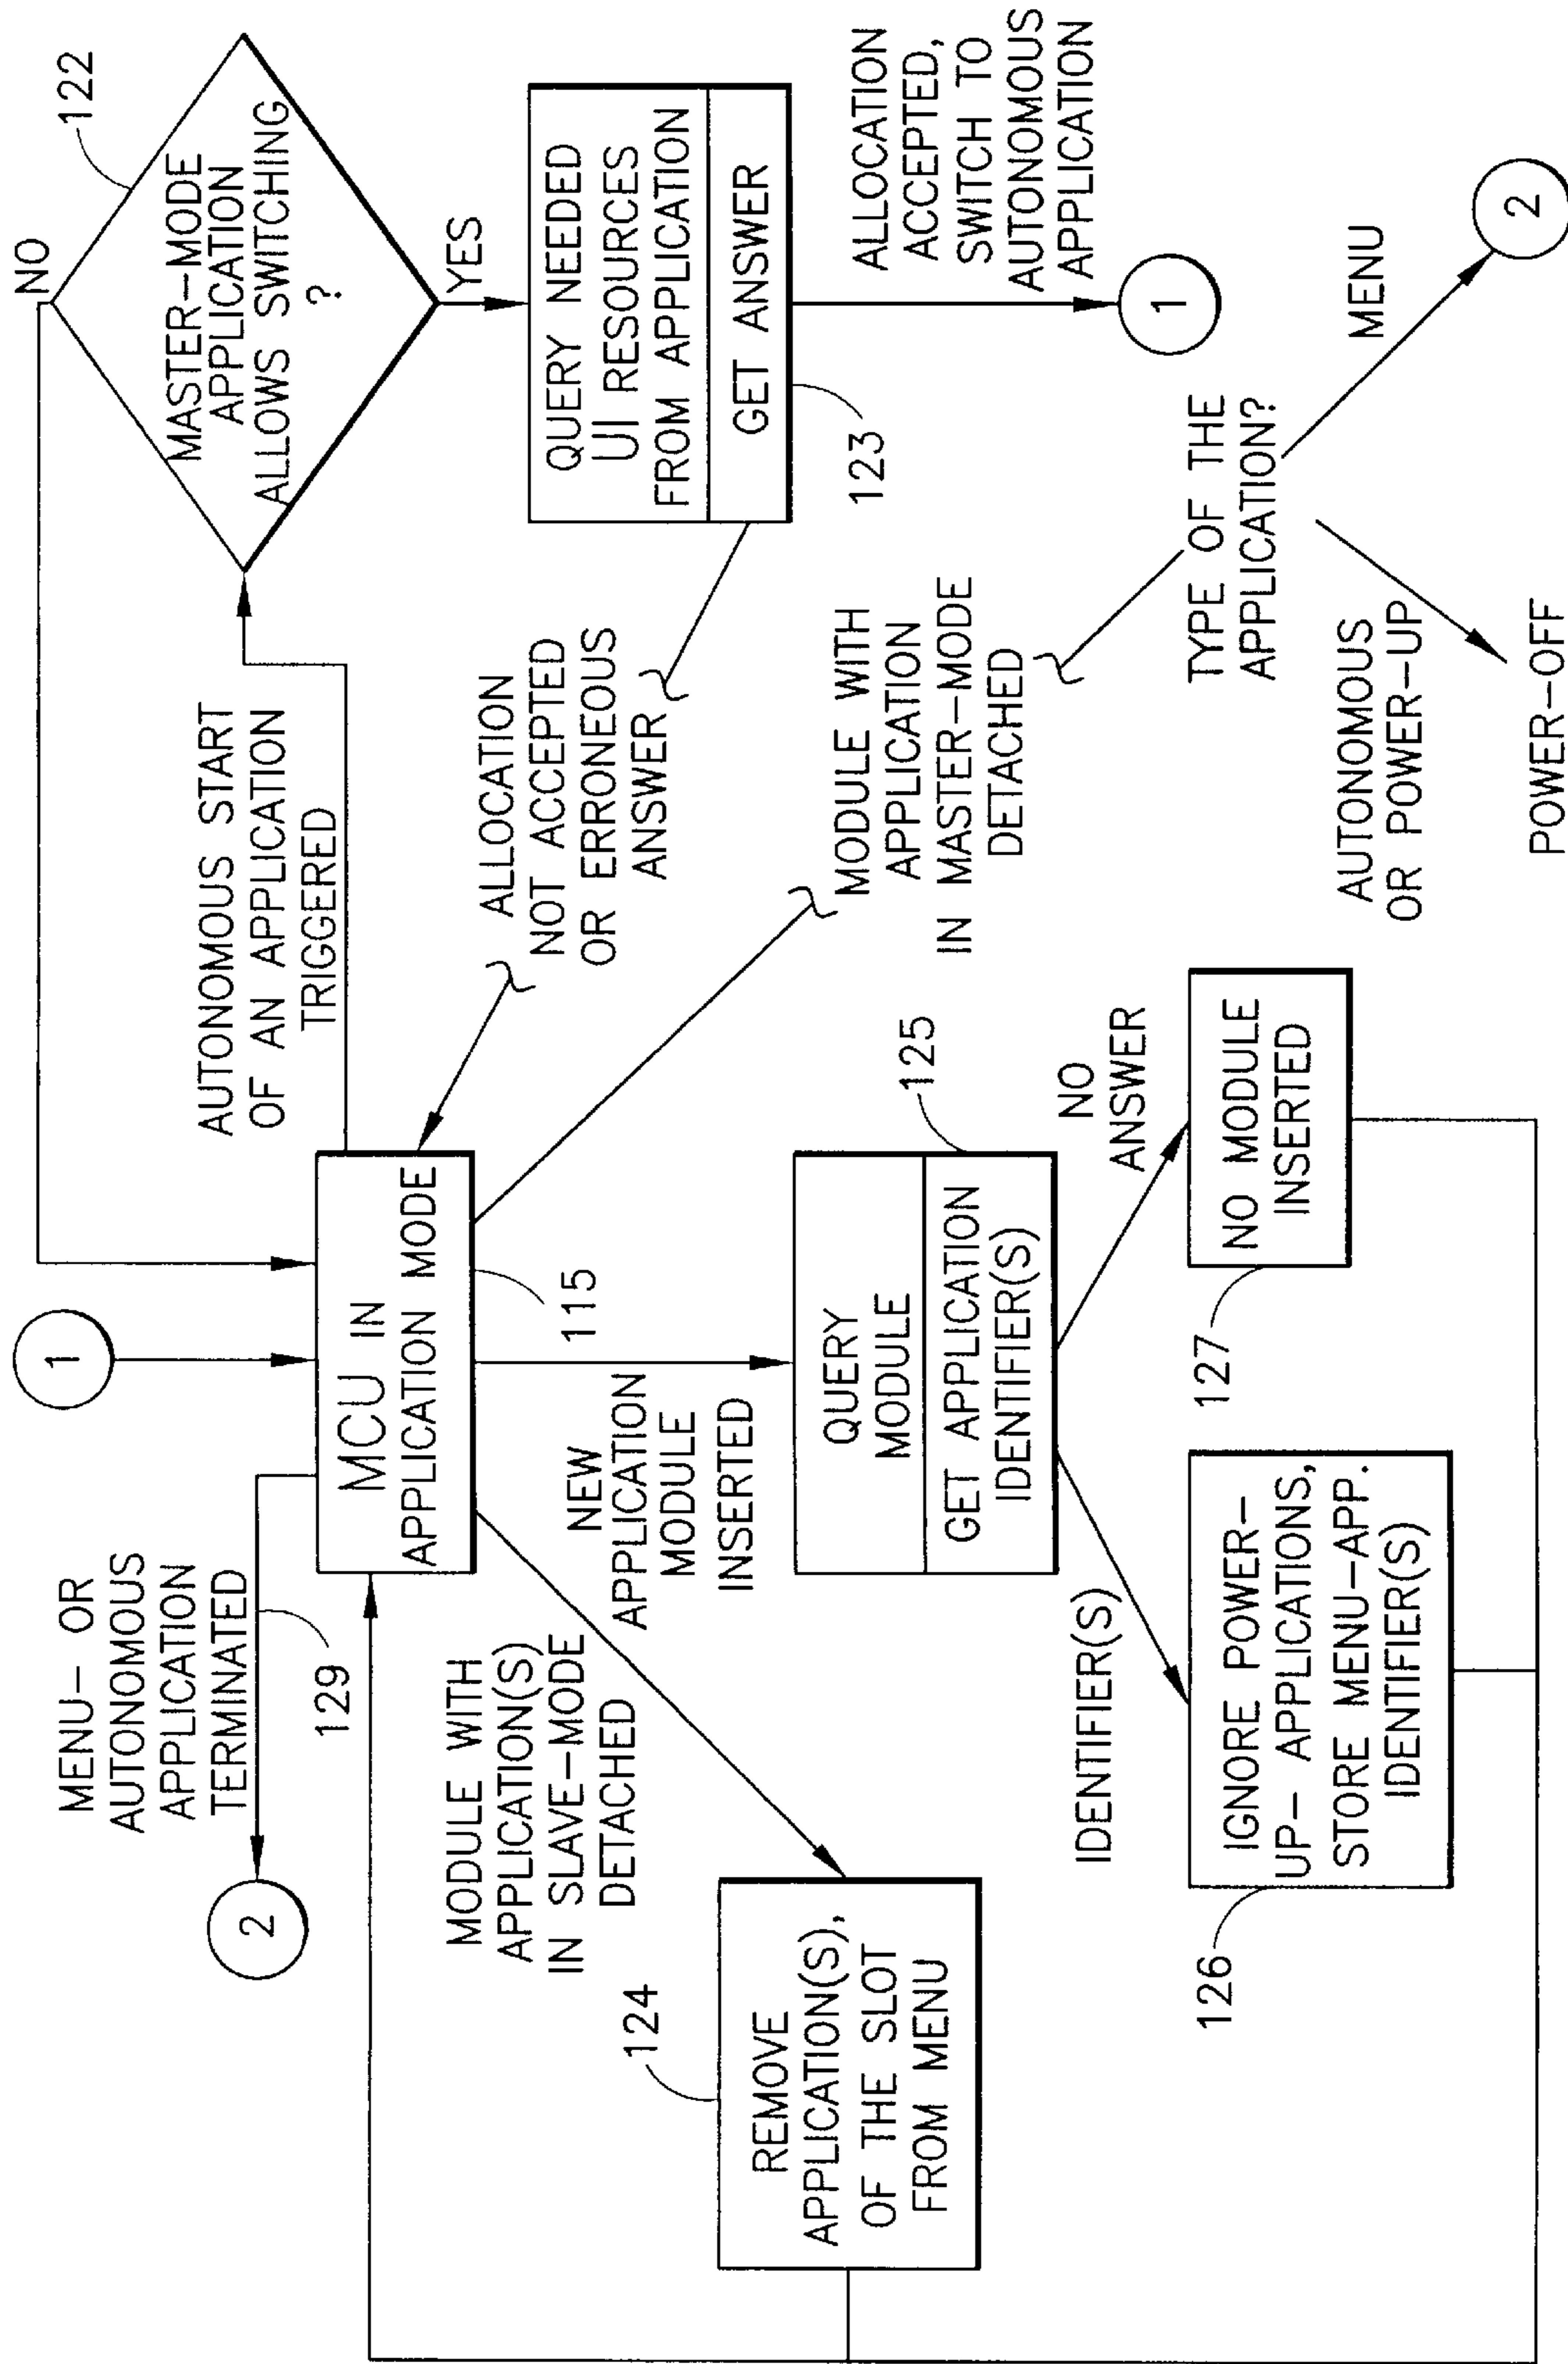 1
NO
MENU- OR
AUTONOMOUS
APPLICATION
TERMINATED
129
2
MCU IN
APPLICATION MODE
115
AUTONOMOUS START
OF AN APPLICATION
TRIGGERED
MASTER-MODE
APPLICATION
ALLOWS SWITCHING
?
122
YES
QUERY NEEDED
UI RESOURCES
FROM APPLICATION
GET ANSWER
123
ALLOCATION
ACCEPTED,
SWITCH TO
AUTONOMOUS
APPLICATION
1
ALLOCATION
NOT ACCEPTED
OR ERRONEOUS
ANSWER
MODULE WITH
APPLICATION(S)
IN SLAVE-MODE
DETACHED
124
REMOVE
APPLICATION(S),
OF THE SLOT
FROM MENU
NEW
APPLICATION
MODULE
INSERTED
QUERY
MODULE
GET APPLICATION
IDENTIFIER(S)
125
MODULE WITH
APPLICATION
IN MASTER-MODE
DETACHED
IDENTIFIER(S)
NO
ANSWER
126
IGNORE POWER-
UP- APPLICATIONS,
STORE MENU-APP.
IDENTIFIER(S)
127
NO MODULE
INSERTED
TYPE OF THE
APPLICATION?
MENU
2
AUTONOMOUS
OR POWER-UP
POWER-OFF